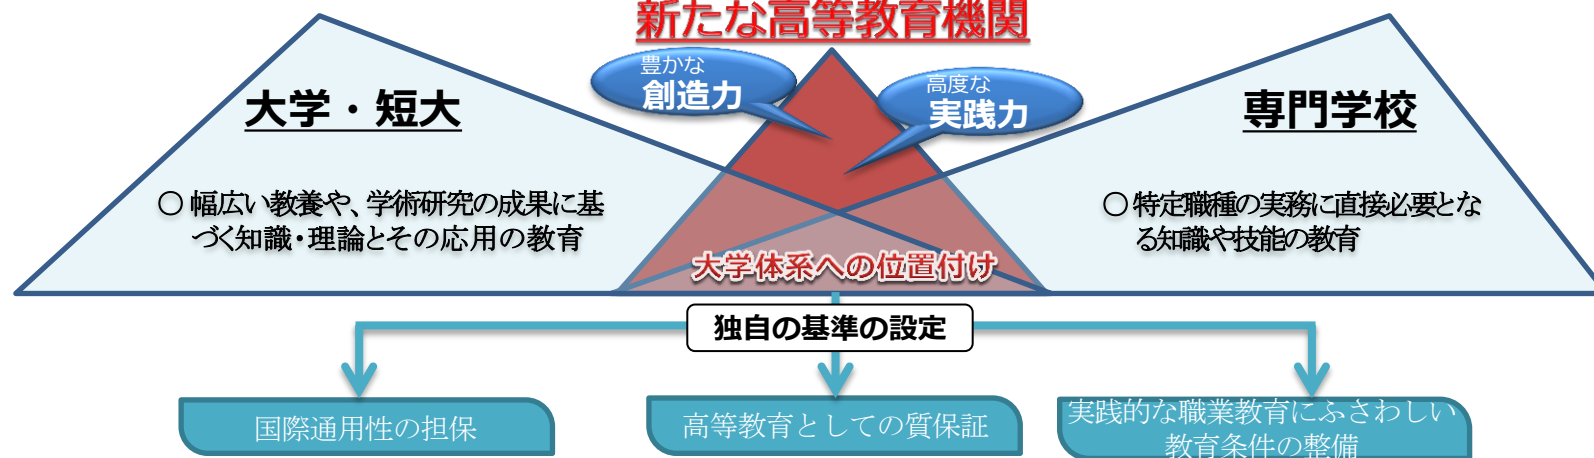 新たな高等教育機関
豊かな
創造力
高度な
実践力
大学・短大
専門学校
○ 幅広い教養や、学術研究の成果に基
づく知識・理論とその応用の教育
○ 特定職種の実務に直接必要とな
る知識や技能の教育
大学体系への位置付け
独自の基準の設定
国際通用性の担保
高等教育としての質保証
実践的な職業教育にふさわしい
教育条件の整備